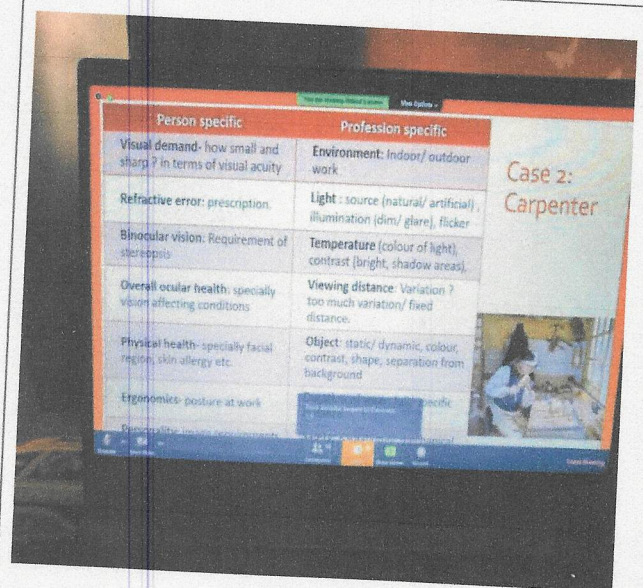 View Options
Person specific
Profession specific
Visual demand- how small and
sharp ? in terms of visual acuity
Environment: Indoor/ outdoor
work
Refractive error: prescription.
Light : source (natural/ artificial) ,
illumination (dim/ glare), flicker
Binocular vision: Requirement of
stereopsis
Temperature (colour of light),
contrast (bright, shadow areas),
Overall ocular health: specially
vision affecting conditions
Viewing distance: Variation ?
too much variation/ fixed
distance.
Physical health- specially facial
region, skin allergy etc.
Object: static/ dynamic, colour,
contrast, shape, separation from
background
Ergonomics- posture at work
specific
Case 2:
Carpenter